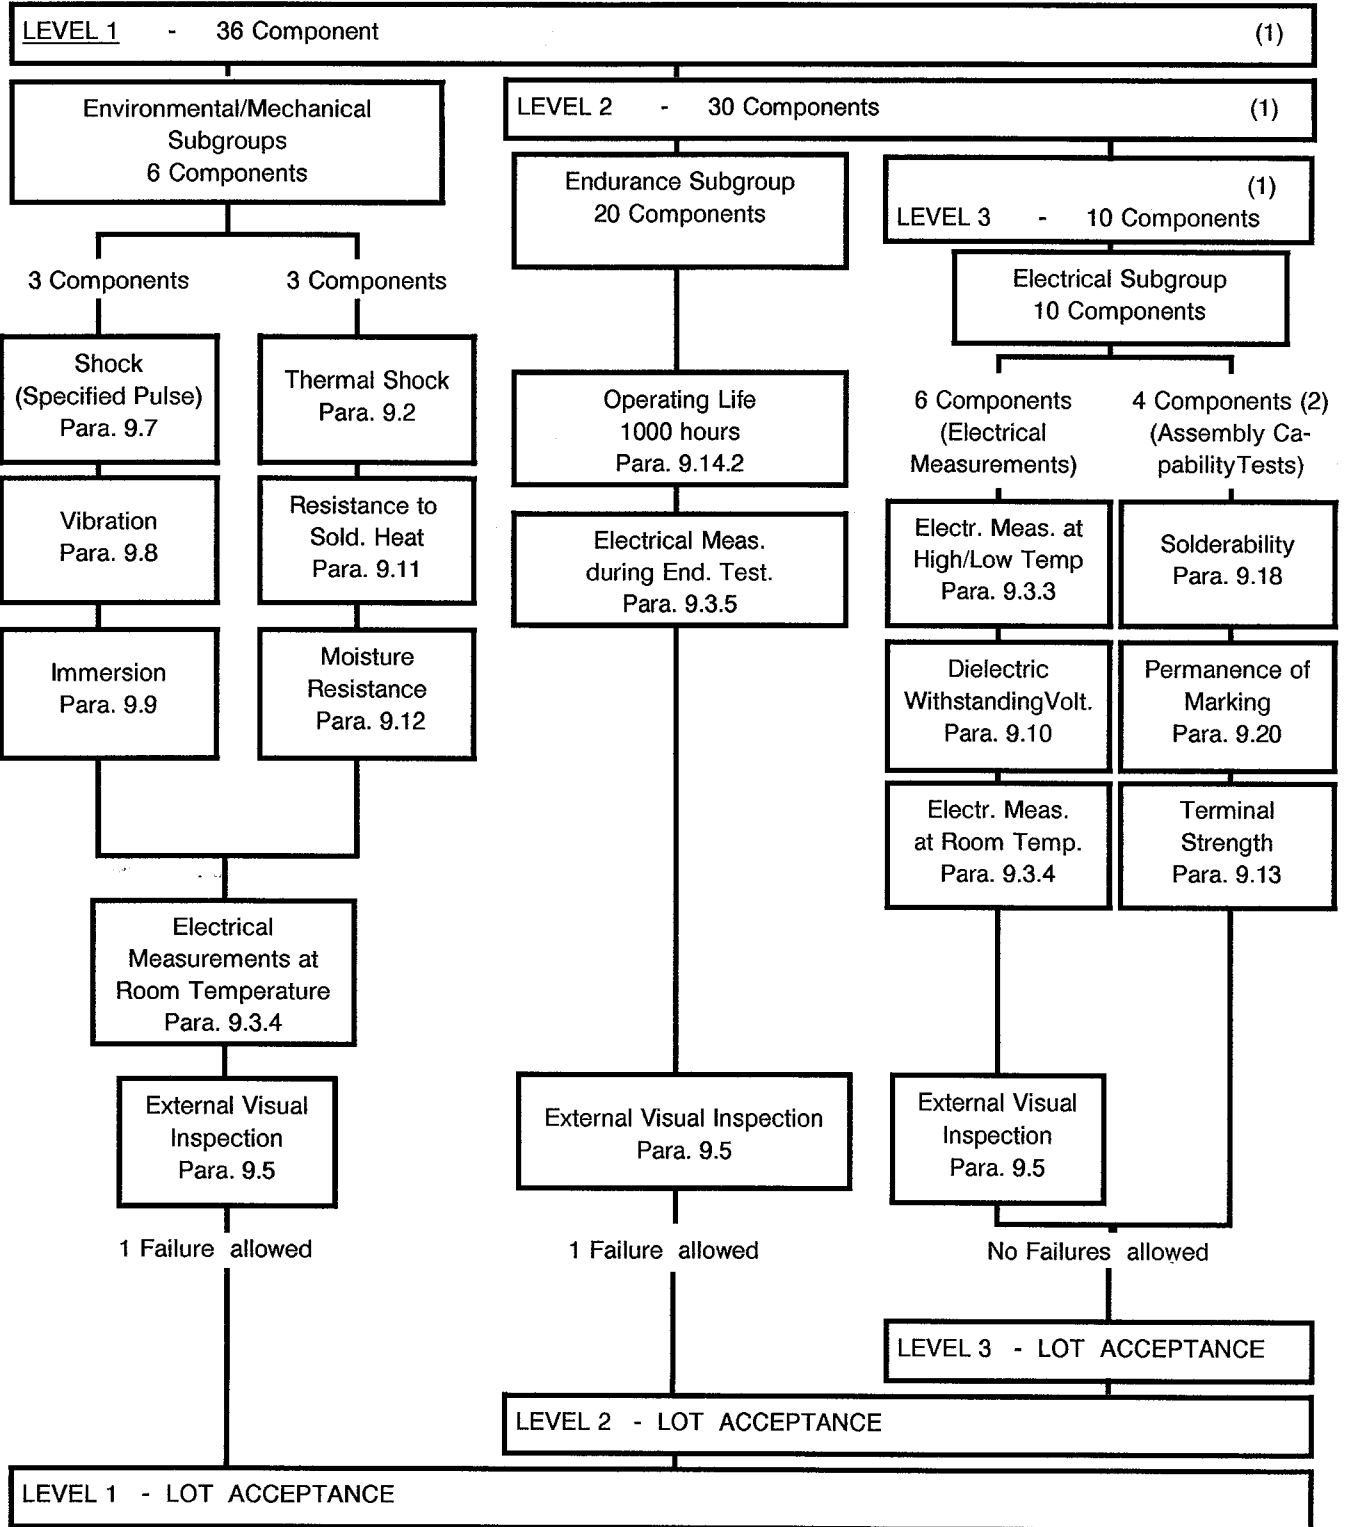 LEVEL 1 - 36 Component (1)
Environmental/Mechanical
Subgroups
6 Components
LEVEL 2 - 30 Components (1)
Endurance Subgroup
20 Components
(1)
LEVEL 3 - 10 Components
Electrical Subgroup
10 Components
3 Components
3 Components
Shock
(Specified Pulse)
Para. 9.7
Vibration
Para. 9.8
Immersion
Para. 9.9
Thermal Shock
Para. 9.2
Resistance to
Sold. Heat
Para. 9.11
Moisture
Resistance
Para. 9.12
Electrical
Measurements at
Room Temperature
Para. 9.3.4
External Visual
Inspection
Para. 9.5
1 Failure allowed
Operating Life
1000 hours
Para. 9.14.2
Electrical Meas.
during End. Test.
Para. 9.3.5
External Visual Inspection
Para. 9.5
1 Failure allowed
6 Components
(Electrical
Measurements)
Electr. Meas. at
High/Low Temp
Para. 9.3.3
Dielectric
WithstandingVolt.
Para. 9.10
Electr. Meas.
at Room Temp.
Para. 9.3.4
External Visual
Inspection
Para. 9.5
4 Components (2)
(Assembly Ca-
pabilityTests)
Solderability
Para. 9.18
Permanence of
Marking
Para. 9.20
Terminal
Strength
Para. 9.13
No Failures allowed
LEVEL 3 - LOT ACCEPTANCE
LEVEL 2 - LOT ACCEPTANCE
LEVEL 1 - LOT ACCEPTANCE